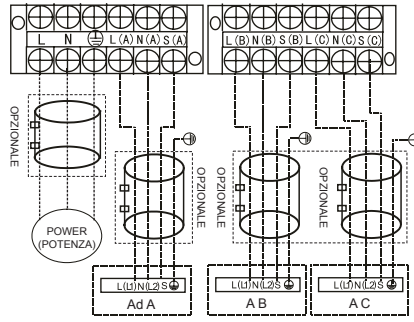 L N L (A) N (A) S (A) L (B) N (B) S (B) L (C) N (C) S (C)
OPZIONALE
OPZIONALE
OPZIONALE
OPZIONALE
POWER
(POTENZA)
L(L1) N(L2) S
Ad A
L(L1) N(L2) S
A B
L(L1) N(L2) S
A C